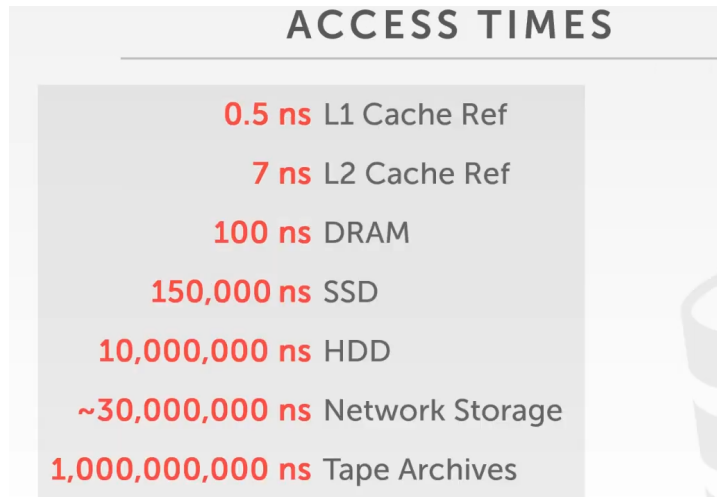 ACCESS TIMES
0.5 ns L1 Cache Ref
7 ns L2 Cache Ref
100 ns DRAM
150,000 ns SSD
10,000,000 ns HDD
~30,000,000 ns Network Storage
1,000,000,000 ns Tape Archives